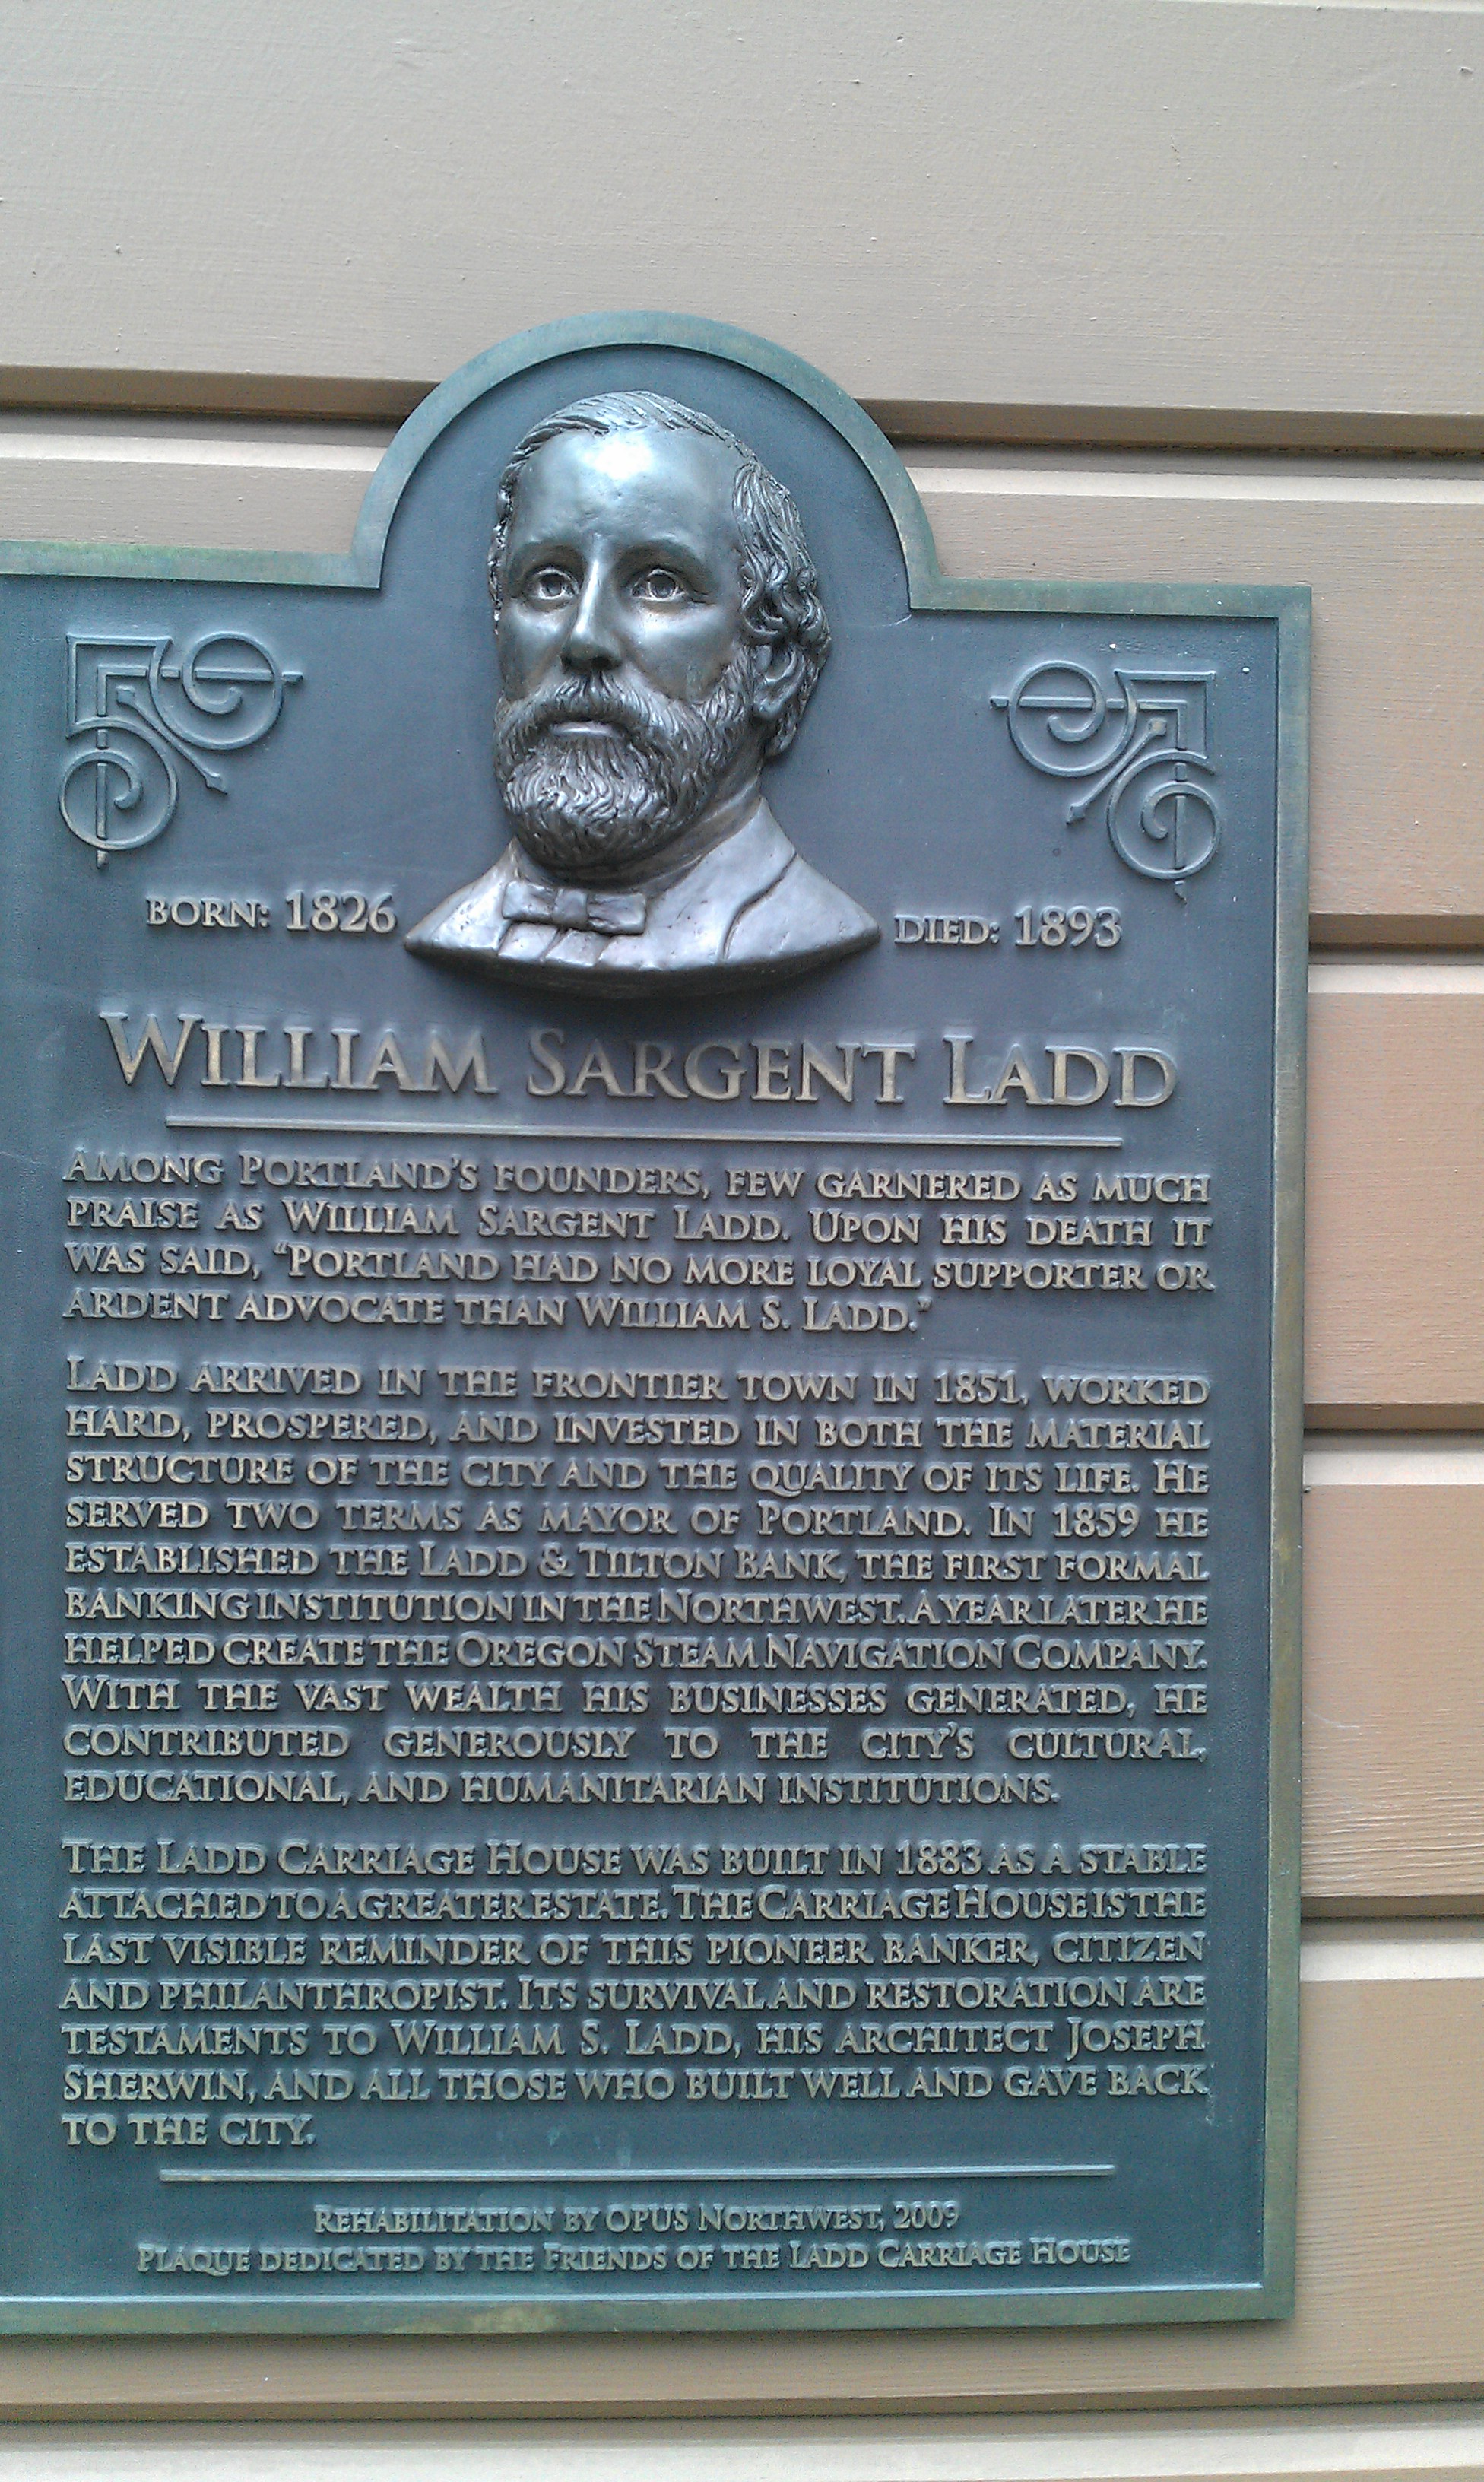 BORN: 1826
DIED: 1893
WILLIAM SARGENT LADD
AMONG PORTLAND'S FOUNDERS, FEW GARNERED AS MUCH
PRAISE AS WILLIAM SARGENT LADD. UPON HIS DEATH IT
WAS SAID, "PORTLAND HAD NO MORE LOYAL SUPPORTER OR
ARDENT ADVOCATE THAN WILLIAM S. LADD."
LADD ARRIVED IN THE FRONTIER TOWN IN 1851, WORKED
HARD, PROSPERED, AND INVESTED IN BOTH THE MATERIAL
STRUCTURE OF THE CITY AND THE QUALITY OF ITS LIFE. HE
SERVED TWO TERMS AS MAYOR OF PORTLAND. IN 1859 HE
ESTABLISHED THE LADD & TILTON BANK, THE FIRST FORMAL
BANKING INSTITUTION IN THE NORTHWEST. A YEAR LATER HE
HELPED CREATE THE OREGON STEAM NAVIGATION COMPANY.
WITH THE VAST WEALTH HIS BUSINESSES GENERATED, HE
CONTRIBUTED GENEROUSLY TO THE CITY'S CULTURAL,
EDUCATIONAL, AND HUMANITARIAN INSTITUTIONS.
THE LADD CARRIAGE HOUSE WAS BUILT IN 1883 AS A STABLE
ATTACHED TO A GREATER ESTATE. THE CARRIAGE HOUSE IS THE
LAST VISIBLE REMINDER OF THIS PIONEER BANKER, CITIZEN
AND PHILANTHROPIST. ITS SURVIVAL AND RESTORATION ARE
TESTAMENTS TO WILLIAM S. LADD, HIS ARCHITECT JOSEPH
SHERWIN, AND ALL THOSE WHO BUILT WELL AND GAVE BACK
TO THE CITY.
REHABILITATION BY OPUS NORTHWEST, 2009
PLAQUE DEDICATED BY THE FRIENDS OF THE LADD CARRIAGE HOUSE